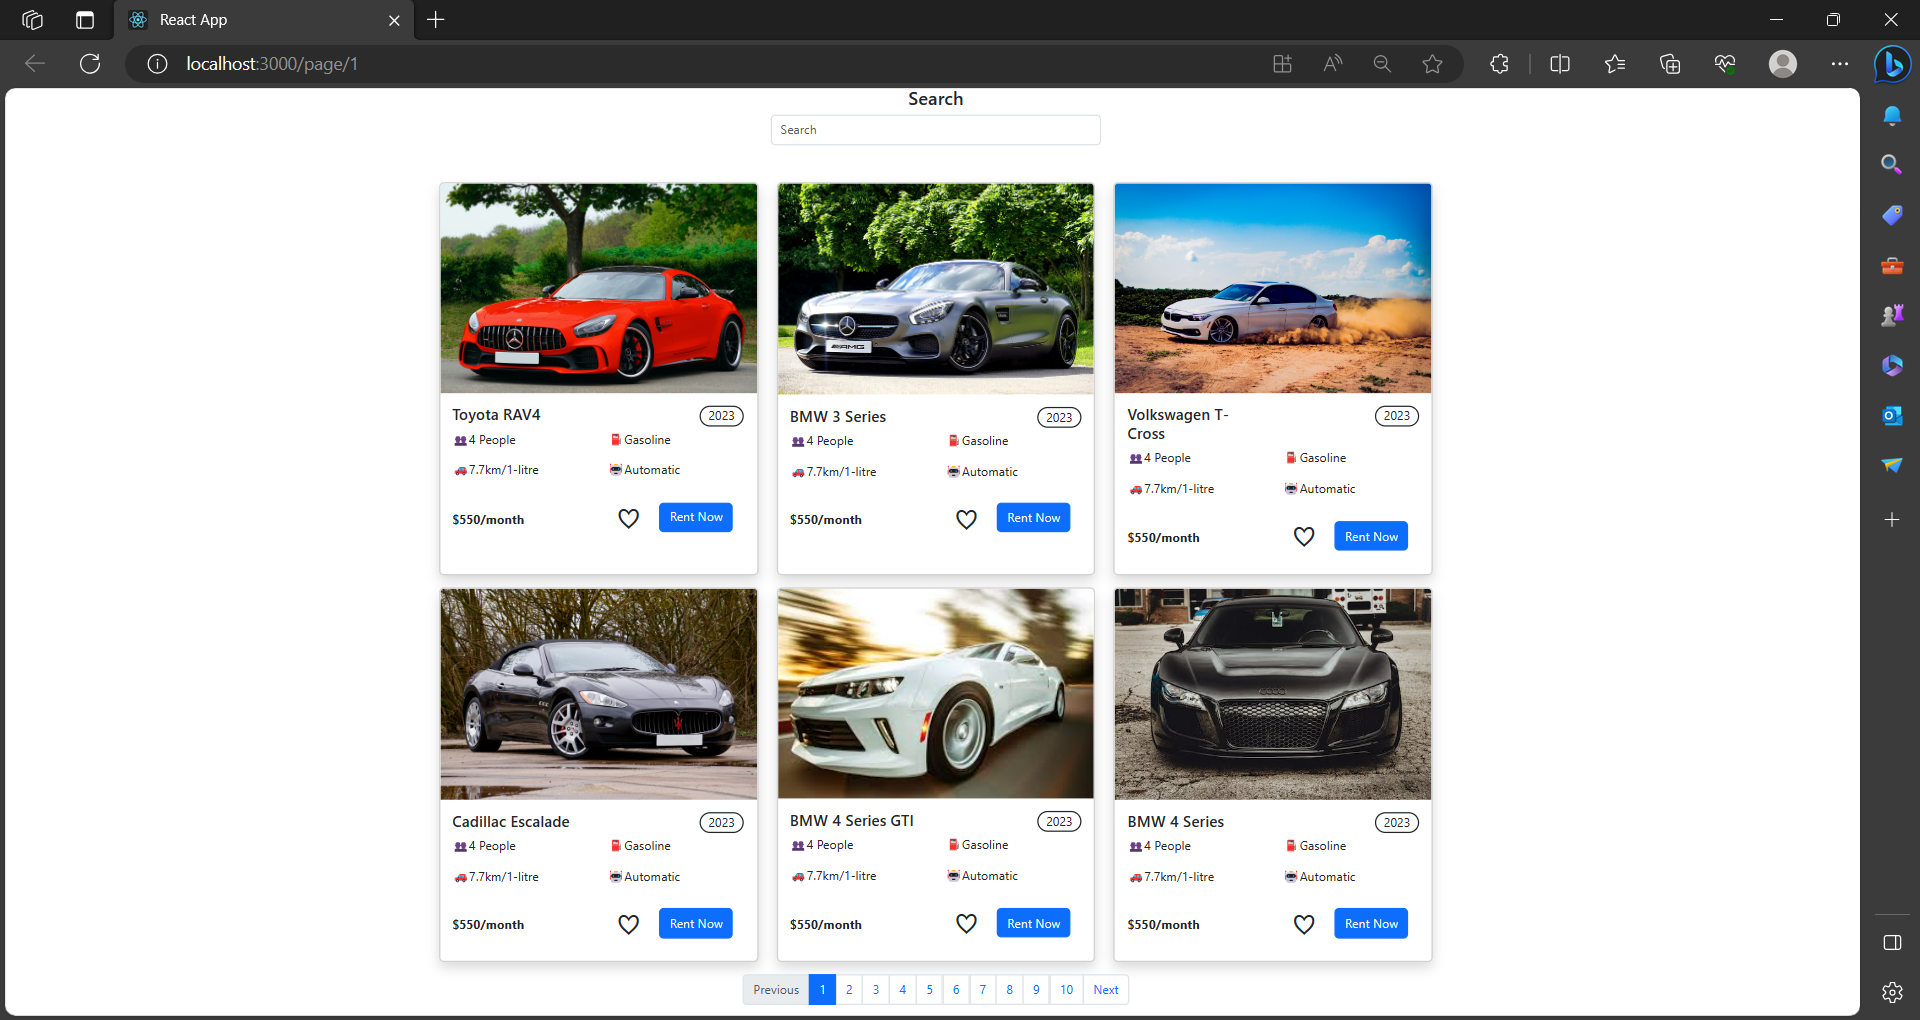 React App
localhost:3000/page/1
Search
Search
AMG
Toyota RAV4
2023
4 People
Gasoline
7.7km/1-litre
Automatic
$550/month
Rent Now
BMW 3 Series
2023
4 People
Gasoline
7.7km/1-litre
Automatic
$550/month
Rent Now
Volkswagen T-
Cross
2023
4 People
Gasoline
7.7km/1-litre
Automatic
$550/month
Rent Now
Cadillac Escalade
2023
4 People
Gasoline
7.7km/1-litre
Automatic
$550/month
Rent Now
BMW 4 Series GTI
2023
4 People
Gasoline
7.7km/1-litre
Automatic
$550/month
Rent Now
BMW 4 Series
2023
4 People
Gasoline
7.7km/1-litre
Automatic
$550/month
Rent Now
Previous 1 2 3 4 5 6 7 8 9 10 Next